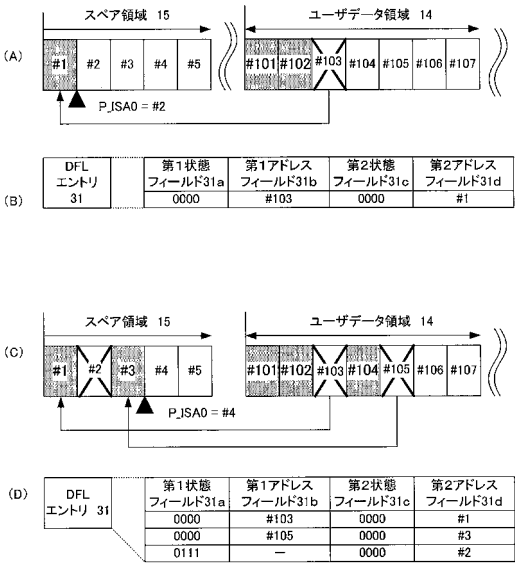 スペア領域 15
ユーザデータ領域 14
(A)
#1 #2 #3 #4 #5
#101 #102 #103 #104 #105 #106 #107
P_ISA0 = #2
(B)
DFL エントリ 31
第1状態フィールド31a 第1アドレスフィールド31b 第2状態フィールド31c 第2アドレスフィールド31d
0000 #103 0000 #1
スペア領域 15
ユーザデータ領域 14
(C)
#1 #2 #3 #4 #5
#101 #102 #103 #104 #105 #106 #107
P_ISA0 = #4
(D)
DFL エントリ 31
第1状態フィールド31a 第1アドレスフィールド31b 第2状態フィールド31c 第2アドレスフィールド31d
0000 #103 0000 #1
0000 #105 0000 #3
0111 — 0000 #2